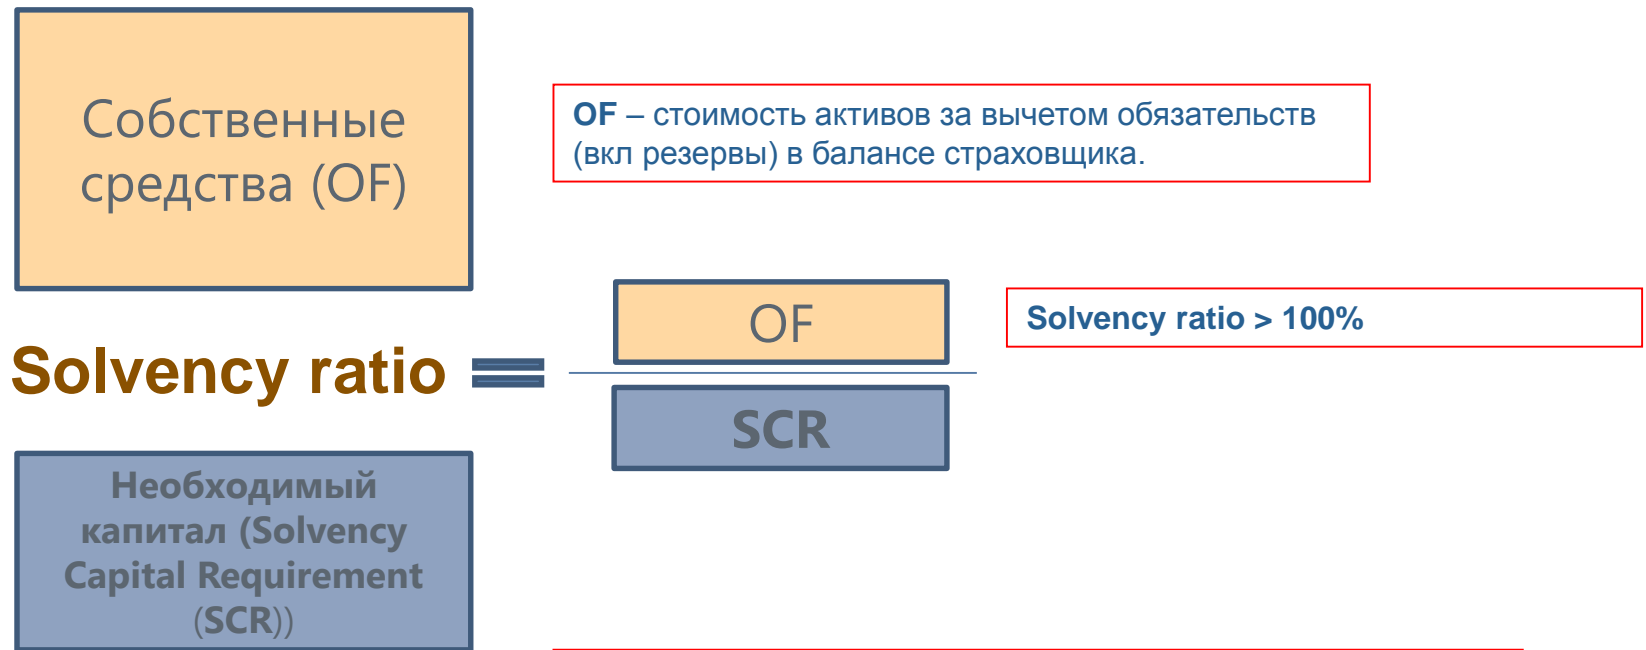 Собственные
средства (OF)
OF – стоимость активов за вычетом обязательств
(вкл резервы) в балансе страховщика.
Solvency ratio
OF
SCR
Solvency ratio > 100%
Необходимый
капитал (Solvency
Capital Requirement
(SCR))